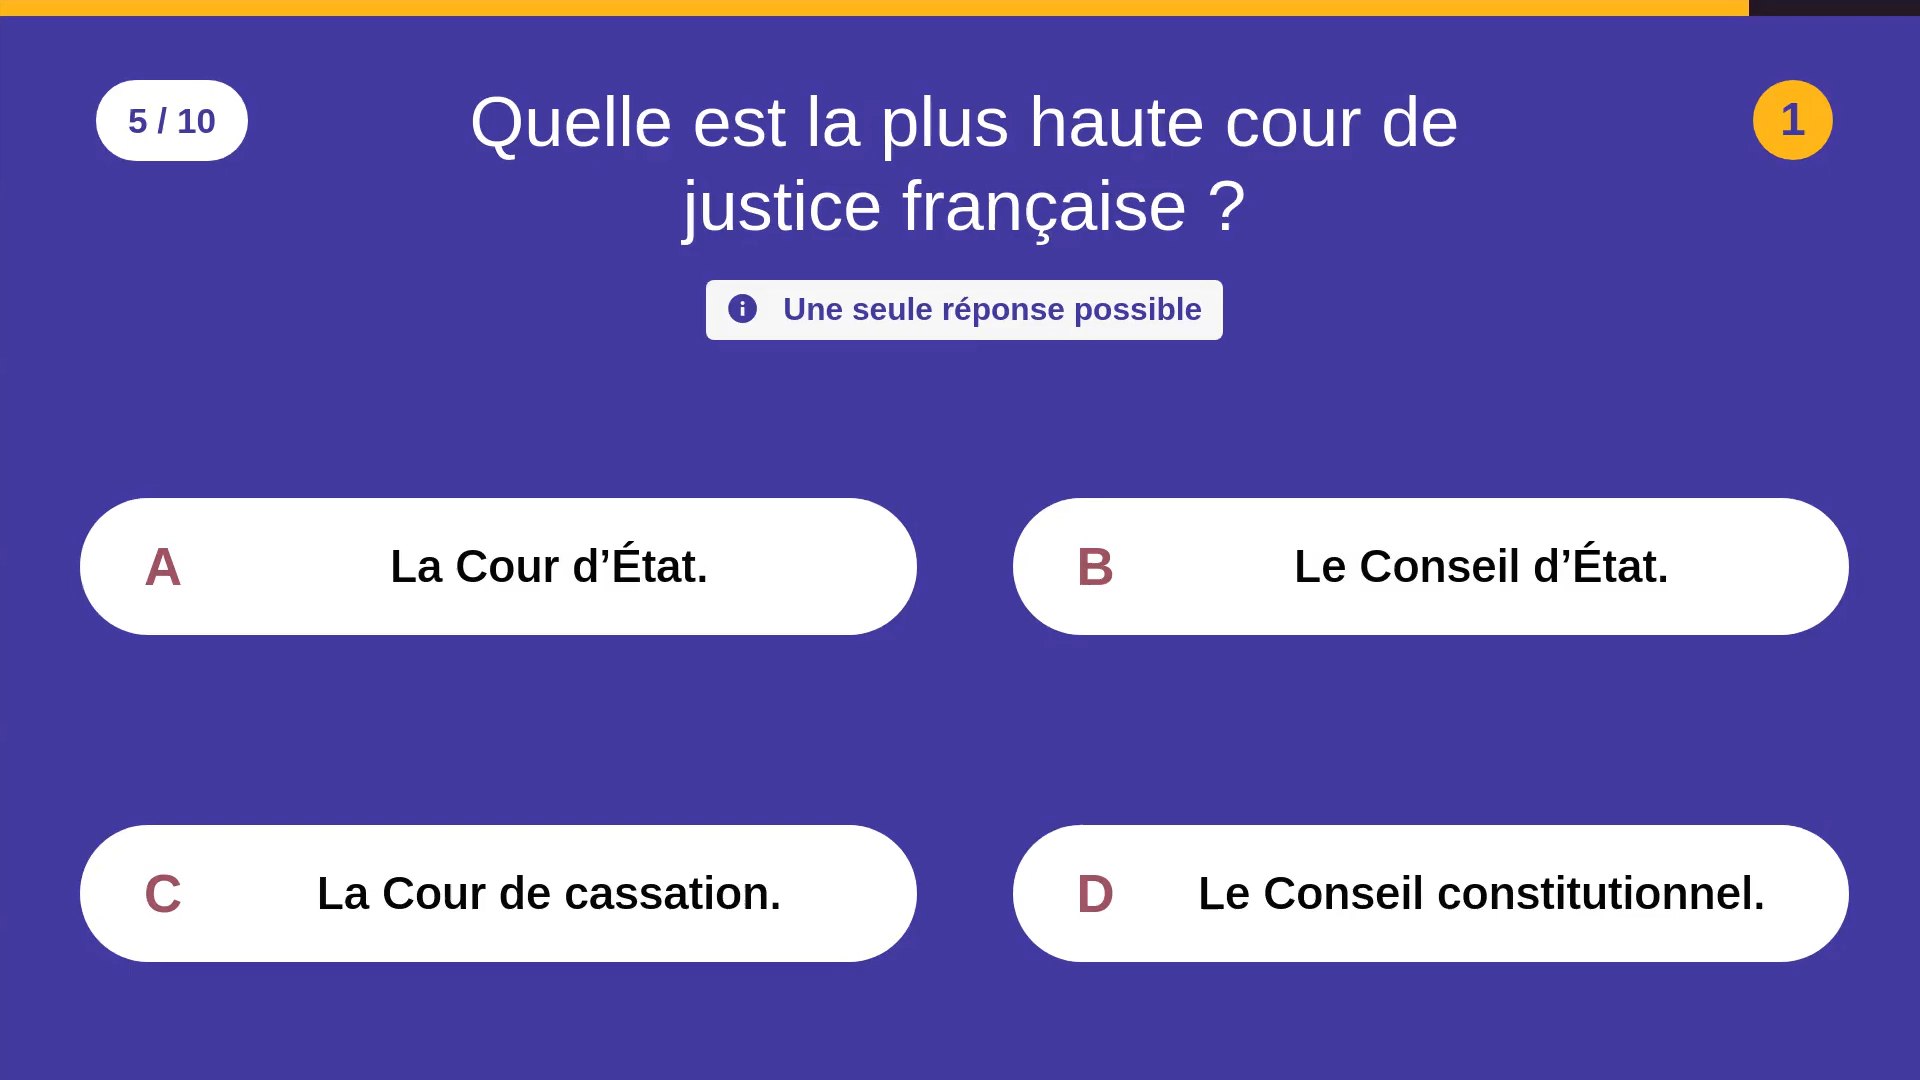 5 / 10
Quelle est la plus haute cour de
justice française ?
1
Une seule réponse possible
A La Cour d’État.
B Le Conseil d’État.
C La Cour de cassation.
D Le Conseil constitutionnel.